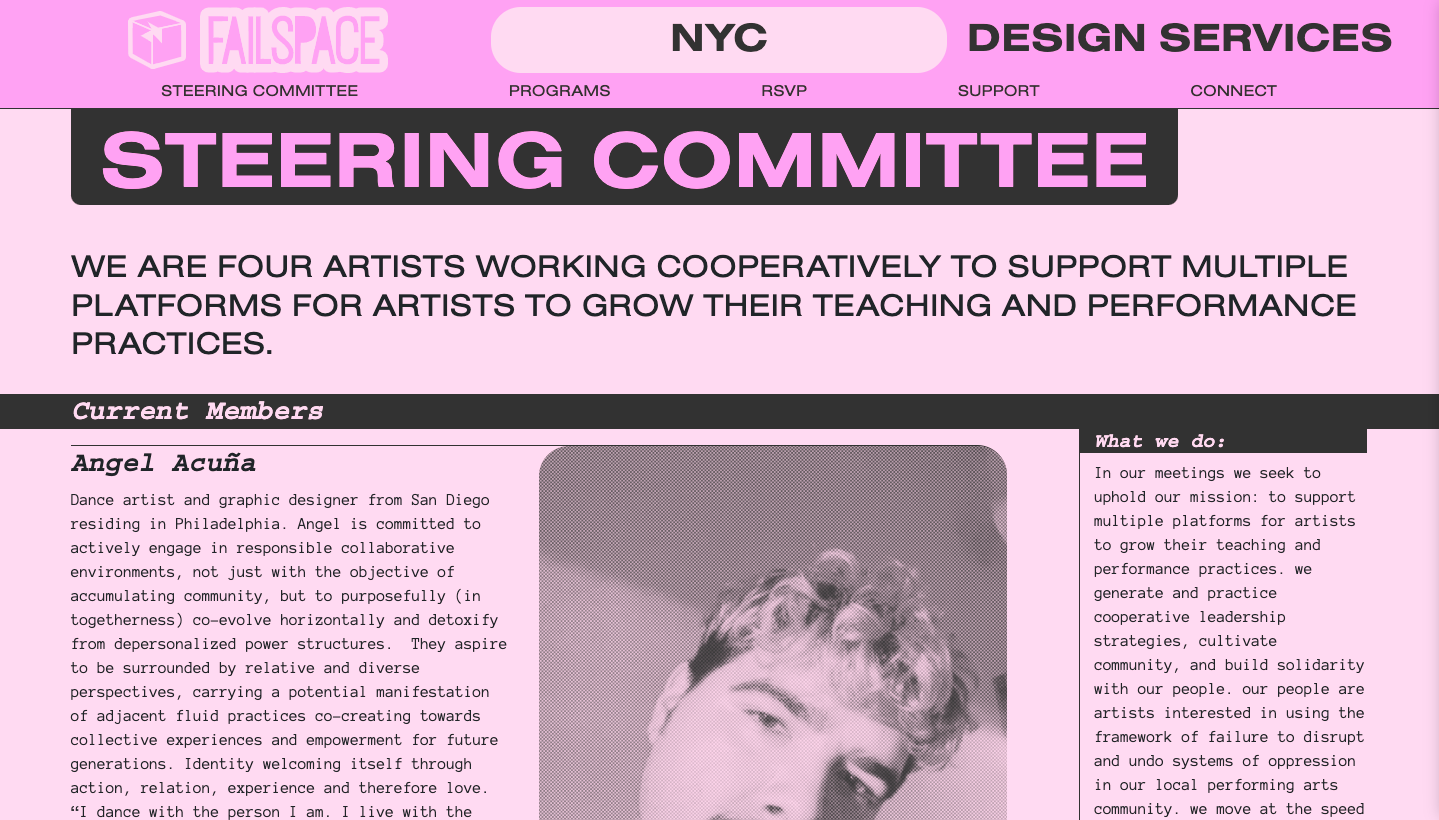 FAILSPACE
NYC
DESIGN SERVICES
STEERING COMMITTEE
PROGRAMS
RSVP
SUPPORT
CONNECT
STEERING COMMITTEE
WE ARE FOUR ARTISTS WORKING COOPERATIVELY TO SUPPORT MULTIPLE
PLATFORMS FOR ARTISTS TO GROW THEIR TEACHING AND PERFORMANCE
PRACTICES.
Current Members
Angel Acuña
Dance artist and graphic designer from San Diego
residing in Philadelphia. Angel is committed to
actively engage in responsible collaborative
environments, not just with the objective of
accumulating community, but to purposefully (in
togetherness) co-evolve horizontally and detoxify
from depersonalized power structures.  They aspire
to be surrounded by relative and diverse
perspectives, carrying a potential manifestation
of adjacent fluid practices co-creating towards
collective experiences and empowerment for future
generations. Identity welcoming itself through
action, relation, experience and therefore love.
“I dance with the person I am. I live with the
What we do:
In our meetings we seek to
uphold our mission: to support
multiple platforms for artists
to grow their teaching and
performance practices. we
generate and practice
cooperative leadership
strategies, cultivate
community, and build solidarity
with our people. our people are
artists interested in using the
framework of failure to disrupt
and undo systems of oppression
in our local performing arts
community. we move at the speed